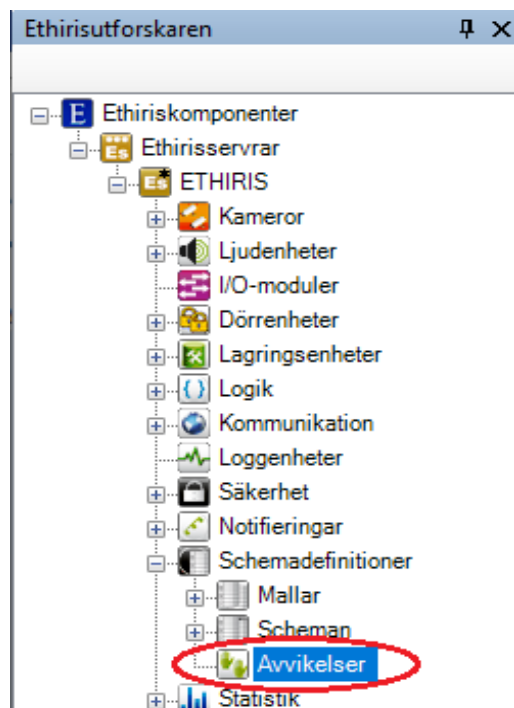 Ethirisutforskaren
Ethiriskomponenter
Ethirisservrar
ETHIRIS
Kameror
Ljudenheter
I/O-moduler
Dörrenheter
Lagringsenheter
Logik
Kommunikation
Loggenheter
Säkerhet
Notifieringar
Schemadefinitioner
Mallar
Scheman
Avvikelser
Statistik